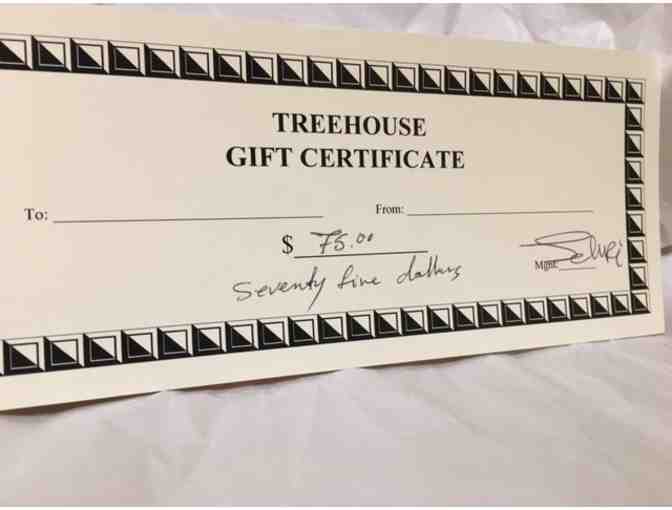 TREEHOUSE
GIFT CERTIFICATE
To: From:
$ 75.00
Mgmt.
Seventy five dollars